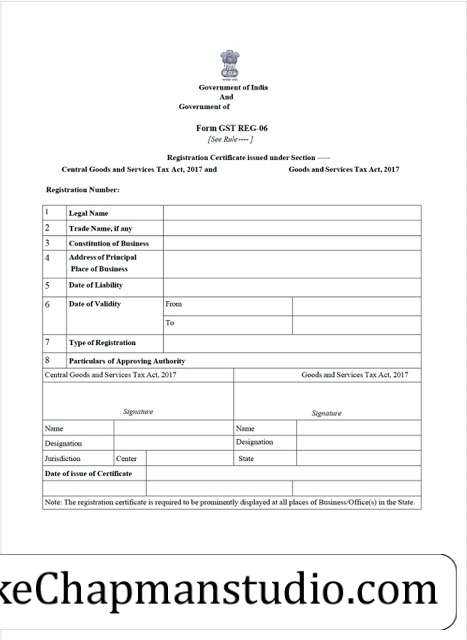 Government of India
And
Government of
Form GST REG-06
[See Rule---- ]
Registration Certificate issued under Section -----
Central Goods and Services Tax Act, 2017 and Goods and Services Tax Act, 2017
Registration Number:
1 Legal Name
2 Trade Name, if any
3 Constitution of Business
4 Address of Principal
Place of Business
5 Date of Liability
6 Date of Validity From
To
7 Type of Registration
8 Particulars of Approving Authority
Central Goods and Services Tax Act, 2017 Goods and Services Tax Act, 2017
Signature Signature
Name Name
Designation Designation
Jurisdiction Center State
Date of issue of Certificate
Note: The registration certificate is required to be prominently displayed at all places of Business/Office(s) in the State.
keChapmanstudio.com